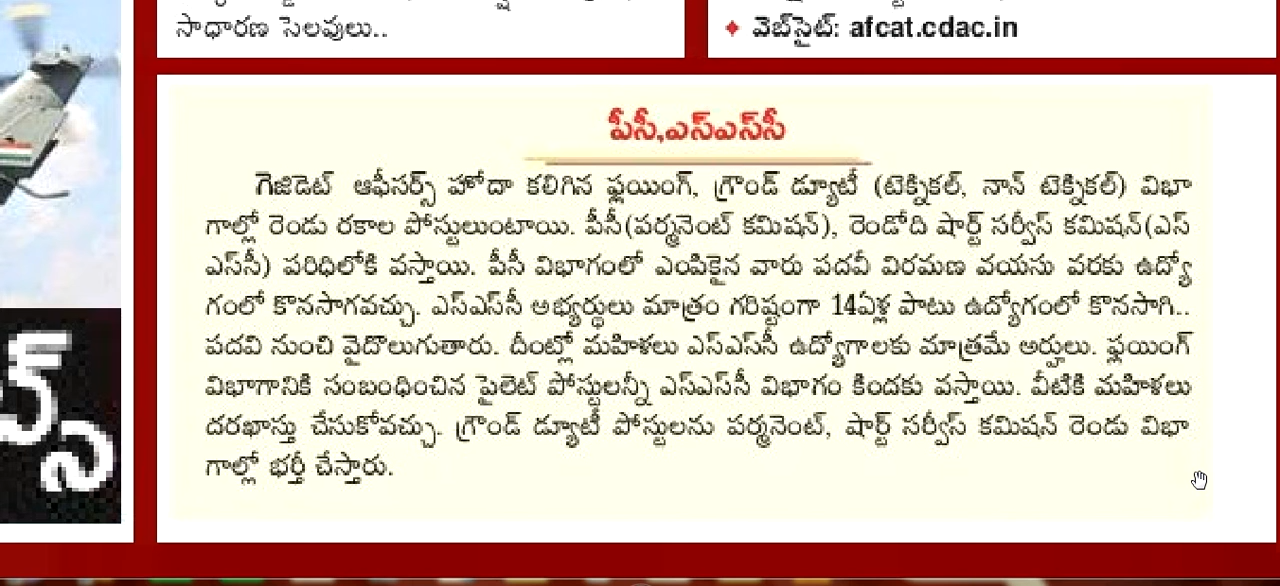 సాధారణ సెలవులు..
♦ వెబ్‌సైట్: afcat.cdac.in
పీసీ,ఎస్ఎస్‌సీ
గెజిడెట్ ఆఫీసర్స్ హోదా కలిగిన ఫ్లయింగ్, గ్రౌండ్ డ్యూటీ (టెక్నికల్, నాన్ టెక్నికల్) విభా
గాల్లో రెండు రకాల పోస్టులుంటాయి. పీసీ(పర్మనెంట్ కమిషన్), రెండోది షార్ట్ సర్వీస్ కమిషన్(ఎస్
ఎస్‌సీ) పరిధిలోకి వస్తాయి. పీసీ విభాగంలో ఎంపికైన వారు పదవీ విరమణ వయసు వరకు ఉద్యో
గంలో కొనసాగవచ్చు. ఎస్ఎస్‌సీ అభ్యర్థులు మాత్రం గరిష్టంగా 14ఏళ్ల పాటు ఉద్యోగంలో కొనసాగి..
పదవి నుంచి వైదొలుగుతారు. దీంట్లో మహిళలు ఎస్ఎస్‌సీ ఉద్యోగాలకు మాత్రమే అర్హులు. ఫ్లయింగ్
విభాగానికి సంబంధించిన పైలెట్ పోస్టులన్నీ ఎస్ఎస్‌సీ విభాగం కిందకు వస్తాయి. వీటికి మహిళలు
దరఖాస్తు చేసుకోవచ్చు. గ్రౌండ్ డ్యూటీ పోస్టులను పర్మనెంట్, షార్ట్ సర్వీస్ కమిషన్ రెండు విభా
గాల్లో భర్తీ చేస్తారు.